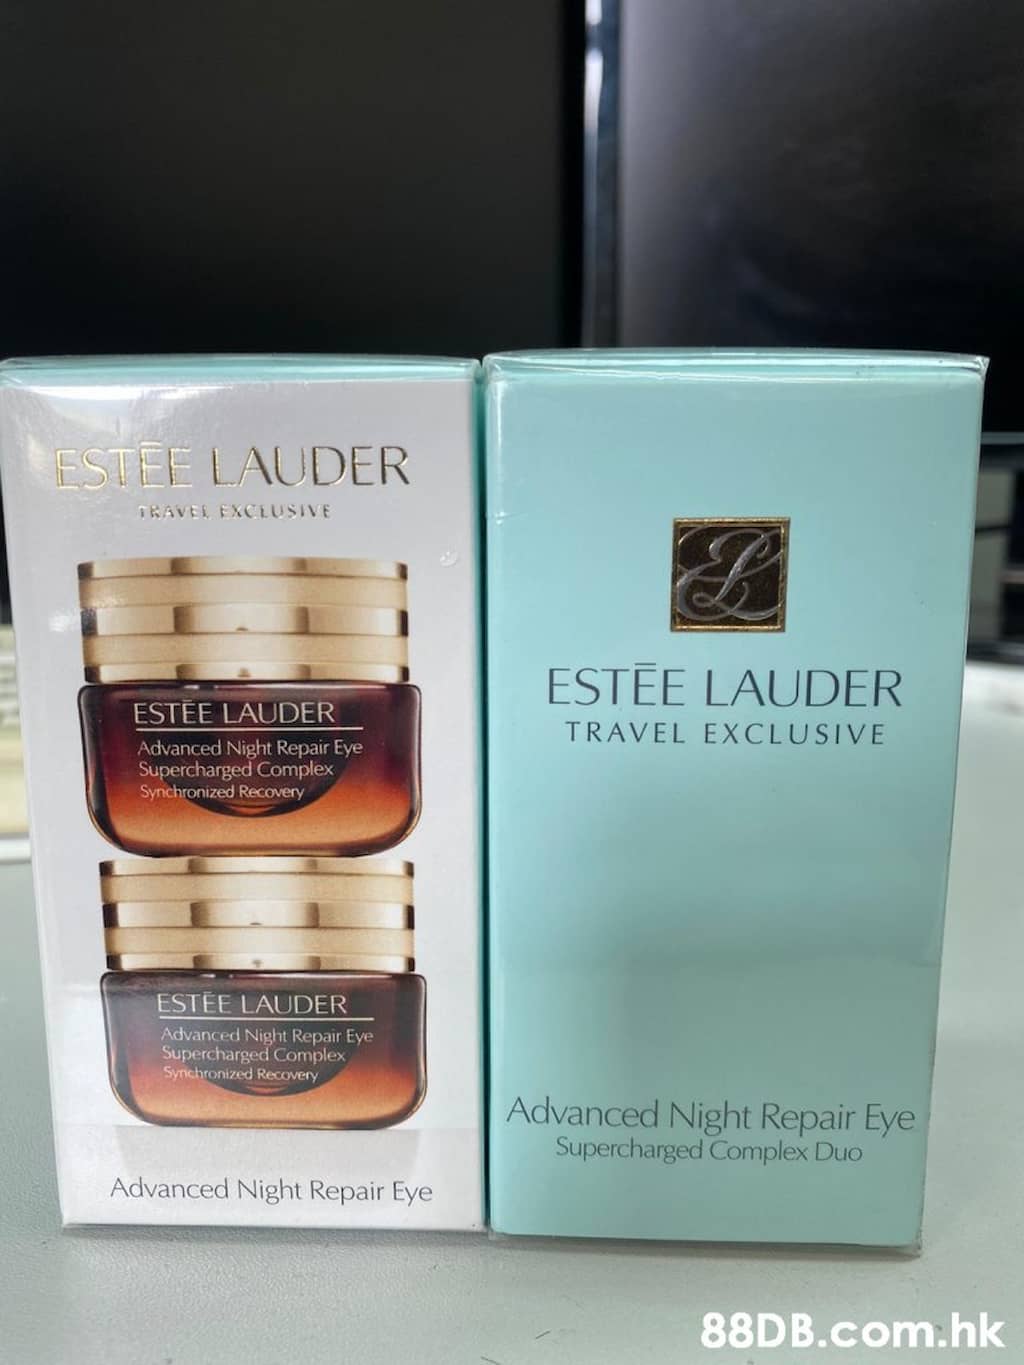 ESTĒE LAUDER
TRAVEL EXCLUSIVE
ESTĒE LAUDER
Advanced Night Repair Eye
Supercharged Complex
Synchronized Recovery
ESTĒE LAUDER
Advanced Night Repair Eye
Supercharged Complex
Synchronized Recovery
Advanced Night Repair Eye
ESTĒE LAUDER
TRAVEL EXCLUSIVE
Advanced Night Repair Eye
Supercharged Complex Duo
88DB.com.hk